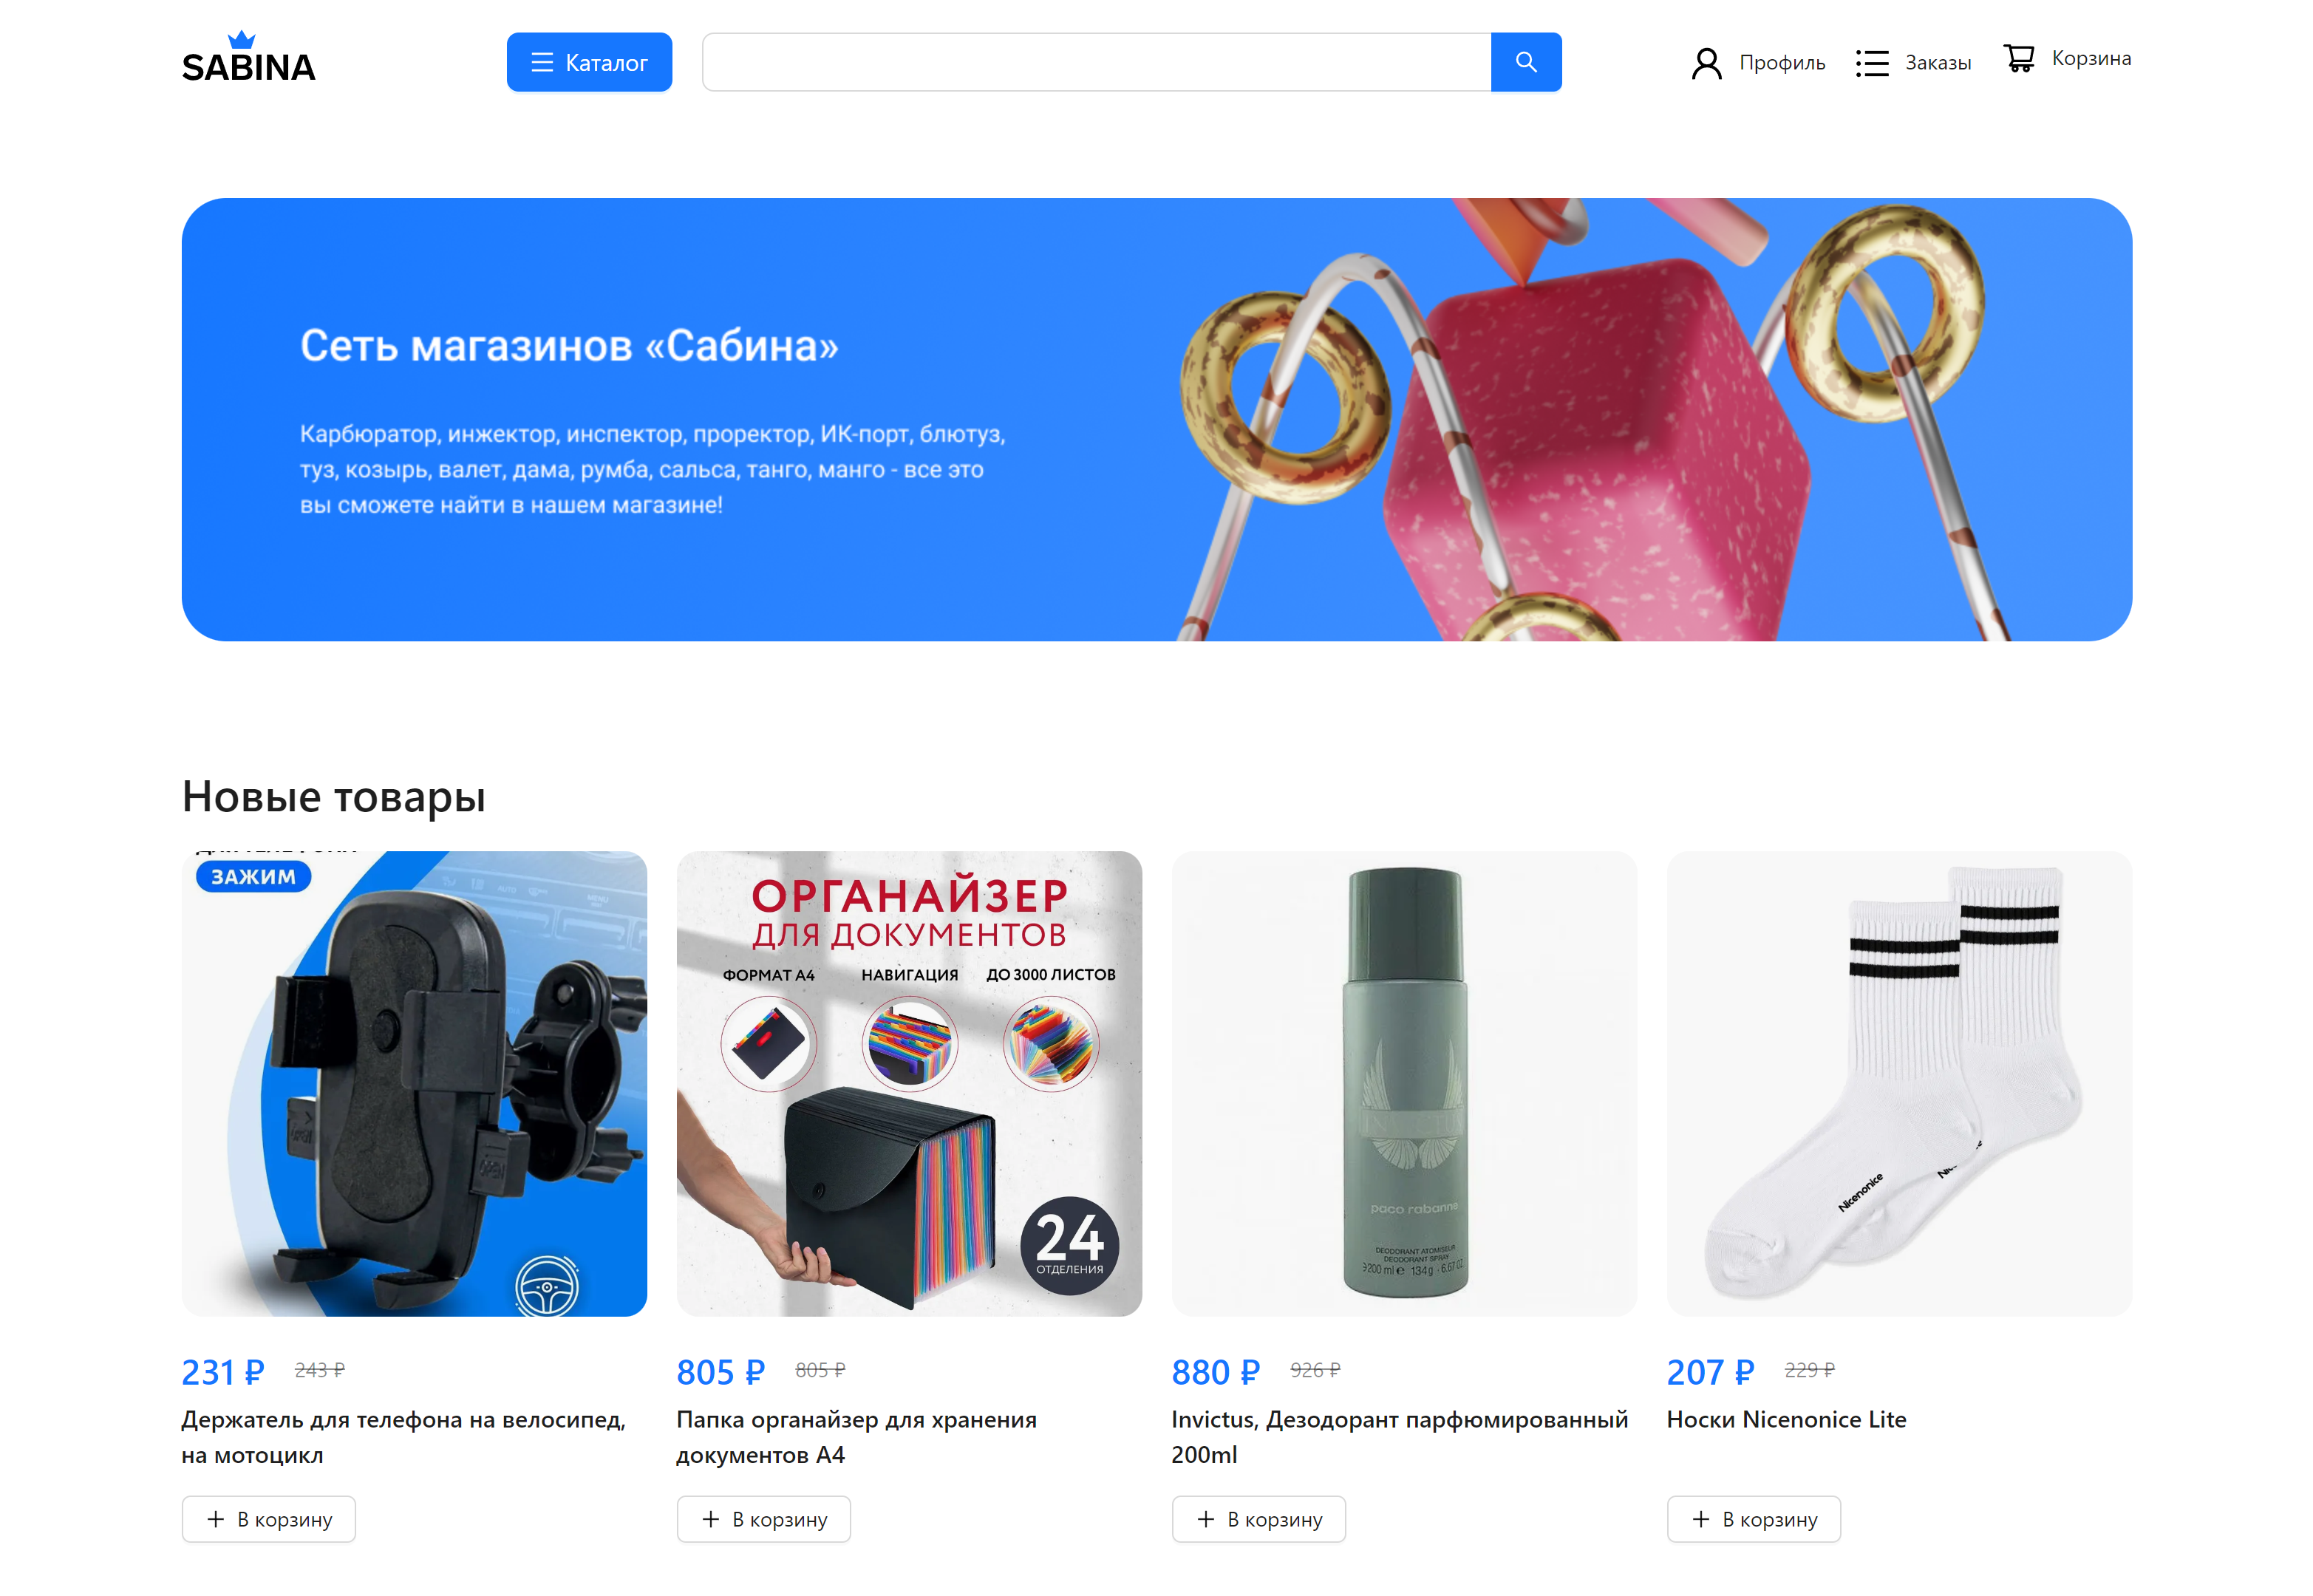 SABINA
Каталог
Профиль
Заказы
Корзина
Сеть магазинов «Сабина»
Карбюратор, инжектор, инспектор, проректор, ИК-порт, блютуз,
туз, козырь, валет, дама, румба, сальса, танго, манго - все это
вы сможете найти в нашем магазине!
Новые товары
ЗАЖИМ
ОРГАНАЙЗЕР
ДЛЯ ДОКУМЕНТОВ
ФОРМАТ А4
НАВИГАЦИЯ
ДО 3000 ЛИСТОВ
24
ОТДЕЛЕНИЯ
INVICTUS
paco rabanne
DEODORANT ATOMISEUR
DEODORANT SPRAY
200 ml e 134g
Nicenonice
231 ₽ 243 ₽
805 ₽ 805 ₽
880 ₽ 926 ₽
207 ₽ 229 ₽
Держатель для телефона на велосипед,
на мотоцикл
Папка органайзер для хранения
документов А4
Invictus, Дезодорант парфюмированный
200ml
Носки Nicenonice Lite
В корзину
В корзину
В корзину
В корзину